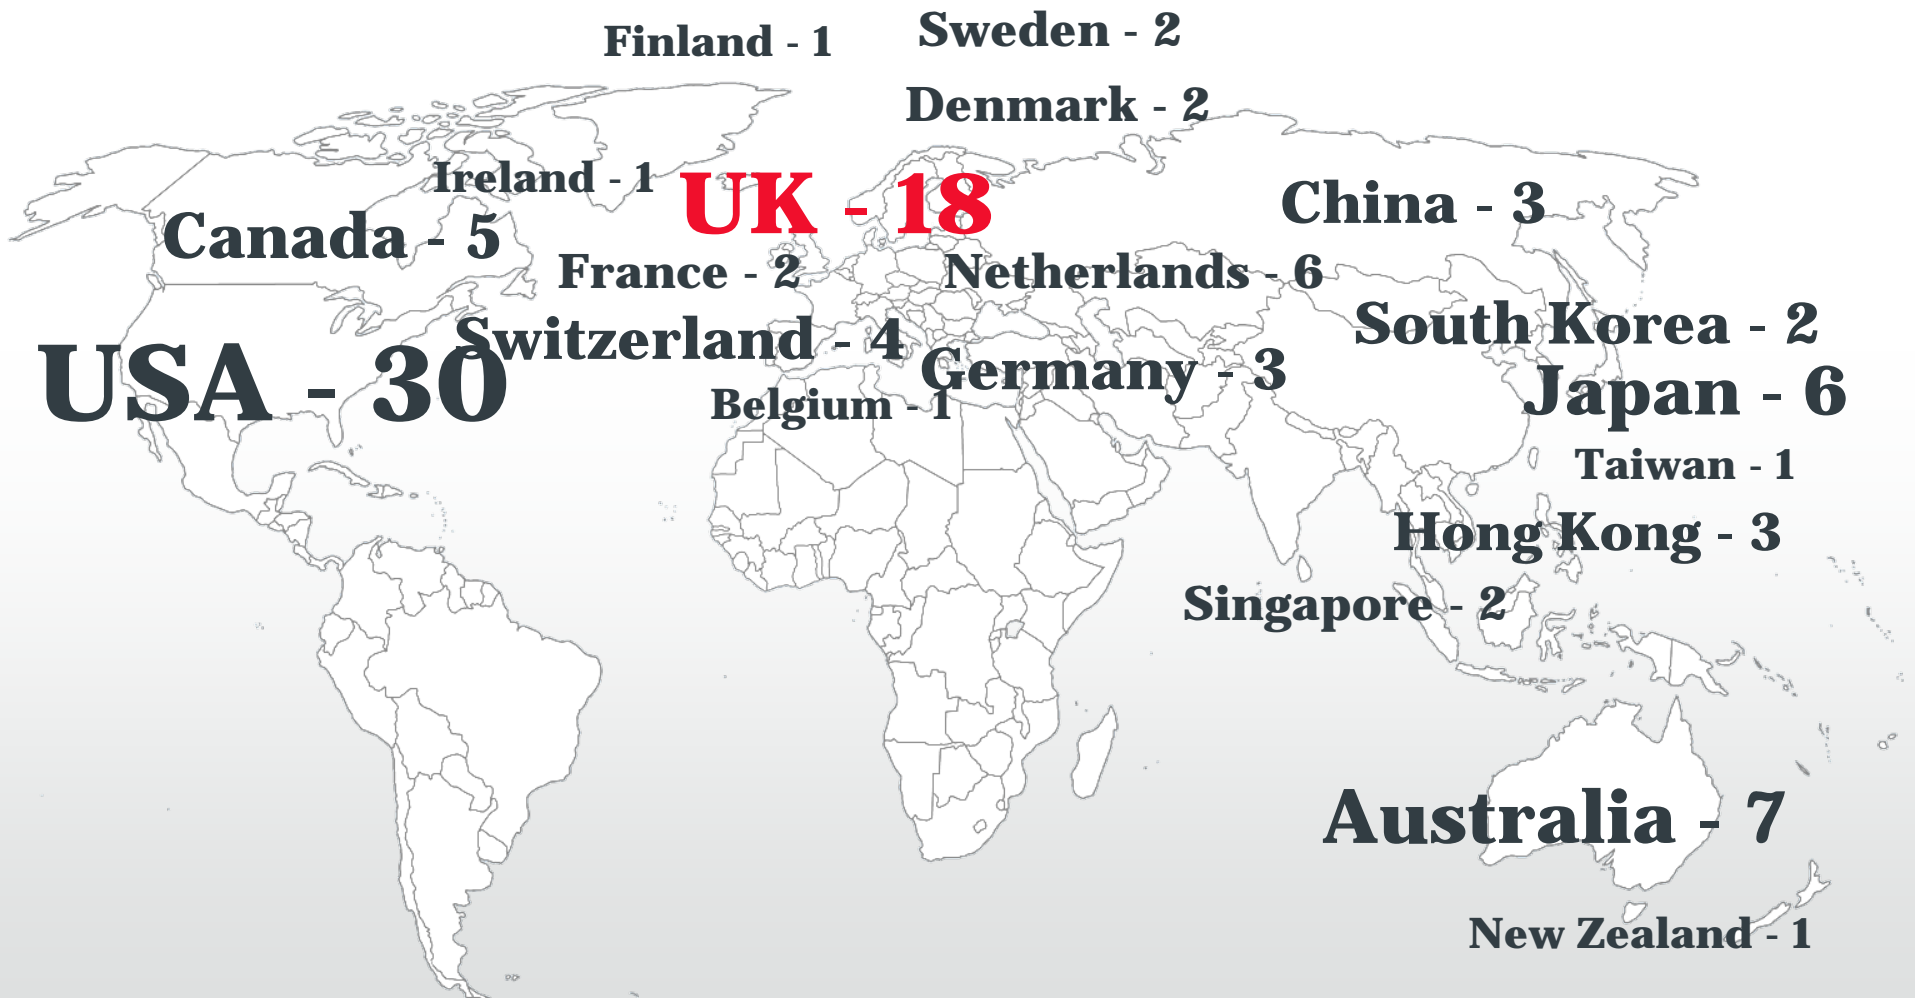 Finland - 1
Sweden - 2
Denmark - 2
Ireland - 1
UK - 18
China - 3
Canada - 5
France - 2
Netherlands - 6
South Korea - 2
Switzerland - 4
USA - 30
Germany - 3
Japan - 6
Belgium - 1
Taiwan - 1
Hong Kong - 3
Singapore - 2
Australia - 7
New Zealand - 1